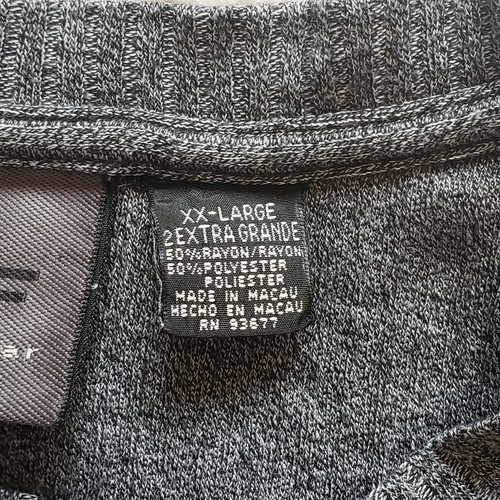 XX-LARGE
2EXTRA GRANDE
50%RAYON/RAYON
50%POLYESTER
POLIESTER
MADE IN MACAU
HECHO EN MACAU
RN 93677